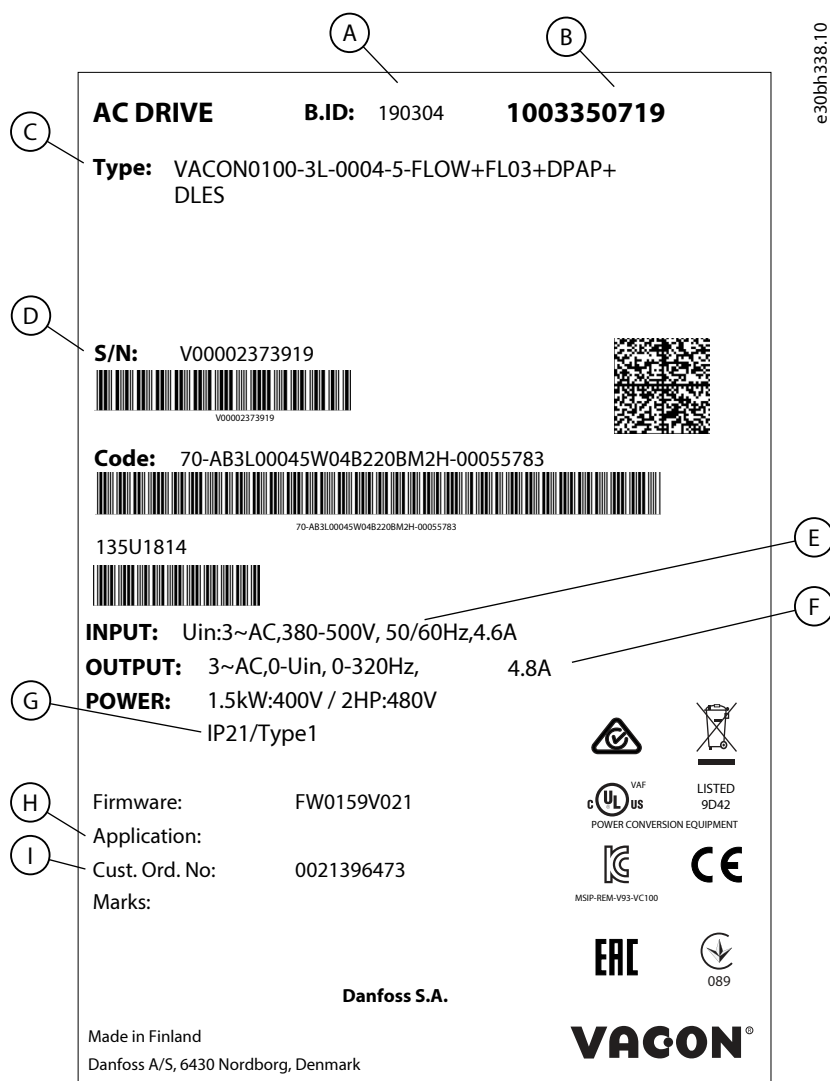 A
B
e30bh338.10
AC DRIVE B.ID: 190304 1003350719
C
Type: VACON0100-3L-0004-5-FLOW+FL03+DPAP+
DLES
D
S/N: V00002373919
V00002373919
Code: 70-AB3L00045W04B220BM2H-00055783
70-AB3L00045W04B220BM2H-00055783
135U1814
E
F
INPUT: Uin:3~AC,380-500V, 50/60Hz,4.6A
OUTPUT: 3~AC,0-Uin, 0-320Hz, 4.8A
G
POWER: 1.5kW:400V / 2HP:480V
IP21/Type1
H
Firmware: FW0159V021
Application:
I
Cust. Ord. No: 0021396473
Marks:
C UL US VAF
LISTED
9D42
POWER CONVERSION EQUIPMENT
MSIP-REM-V93-VC100
CE
EAC
089
Danfoss S.A.
Made in Finland
Danfoss A/S, 6430 Nordborg, Denmark
VACON®